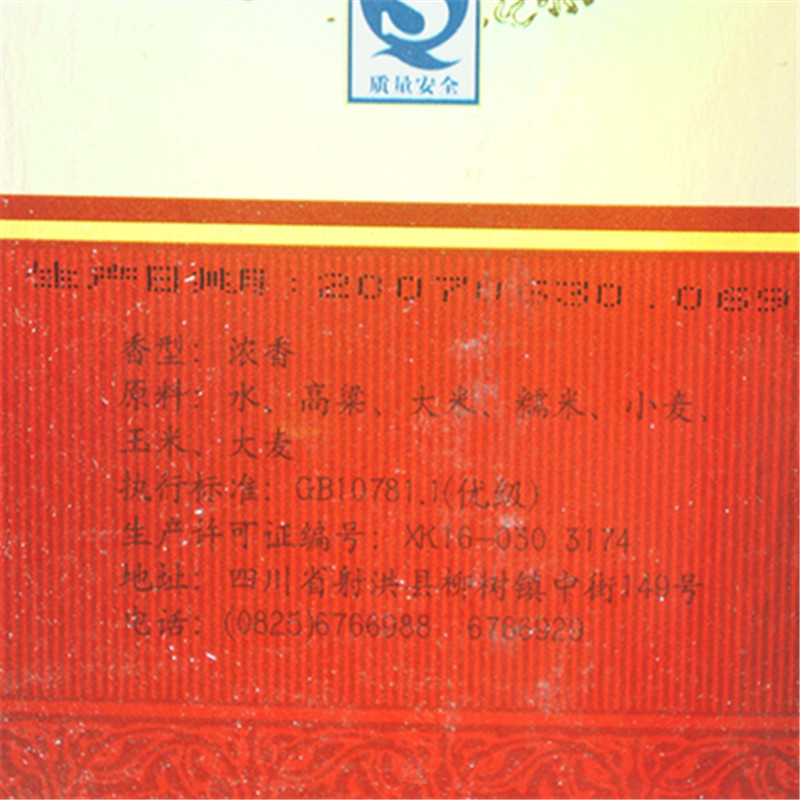 质量安全
生产日期：20070530.069
香型：浓香
原料：水、高粱、大米、糯米、小麦、
玉米、大麦
执行标准：GB10781.1(优级)
生产许可证编号：XK16-030 3174
地址：四川省射洪县柳树镇中街149号
电话：(0825)6766988 6766929